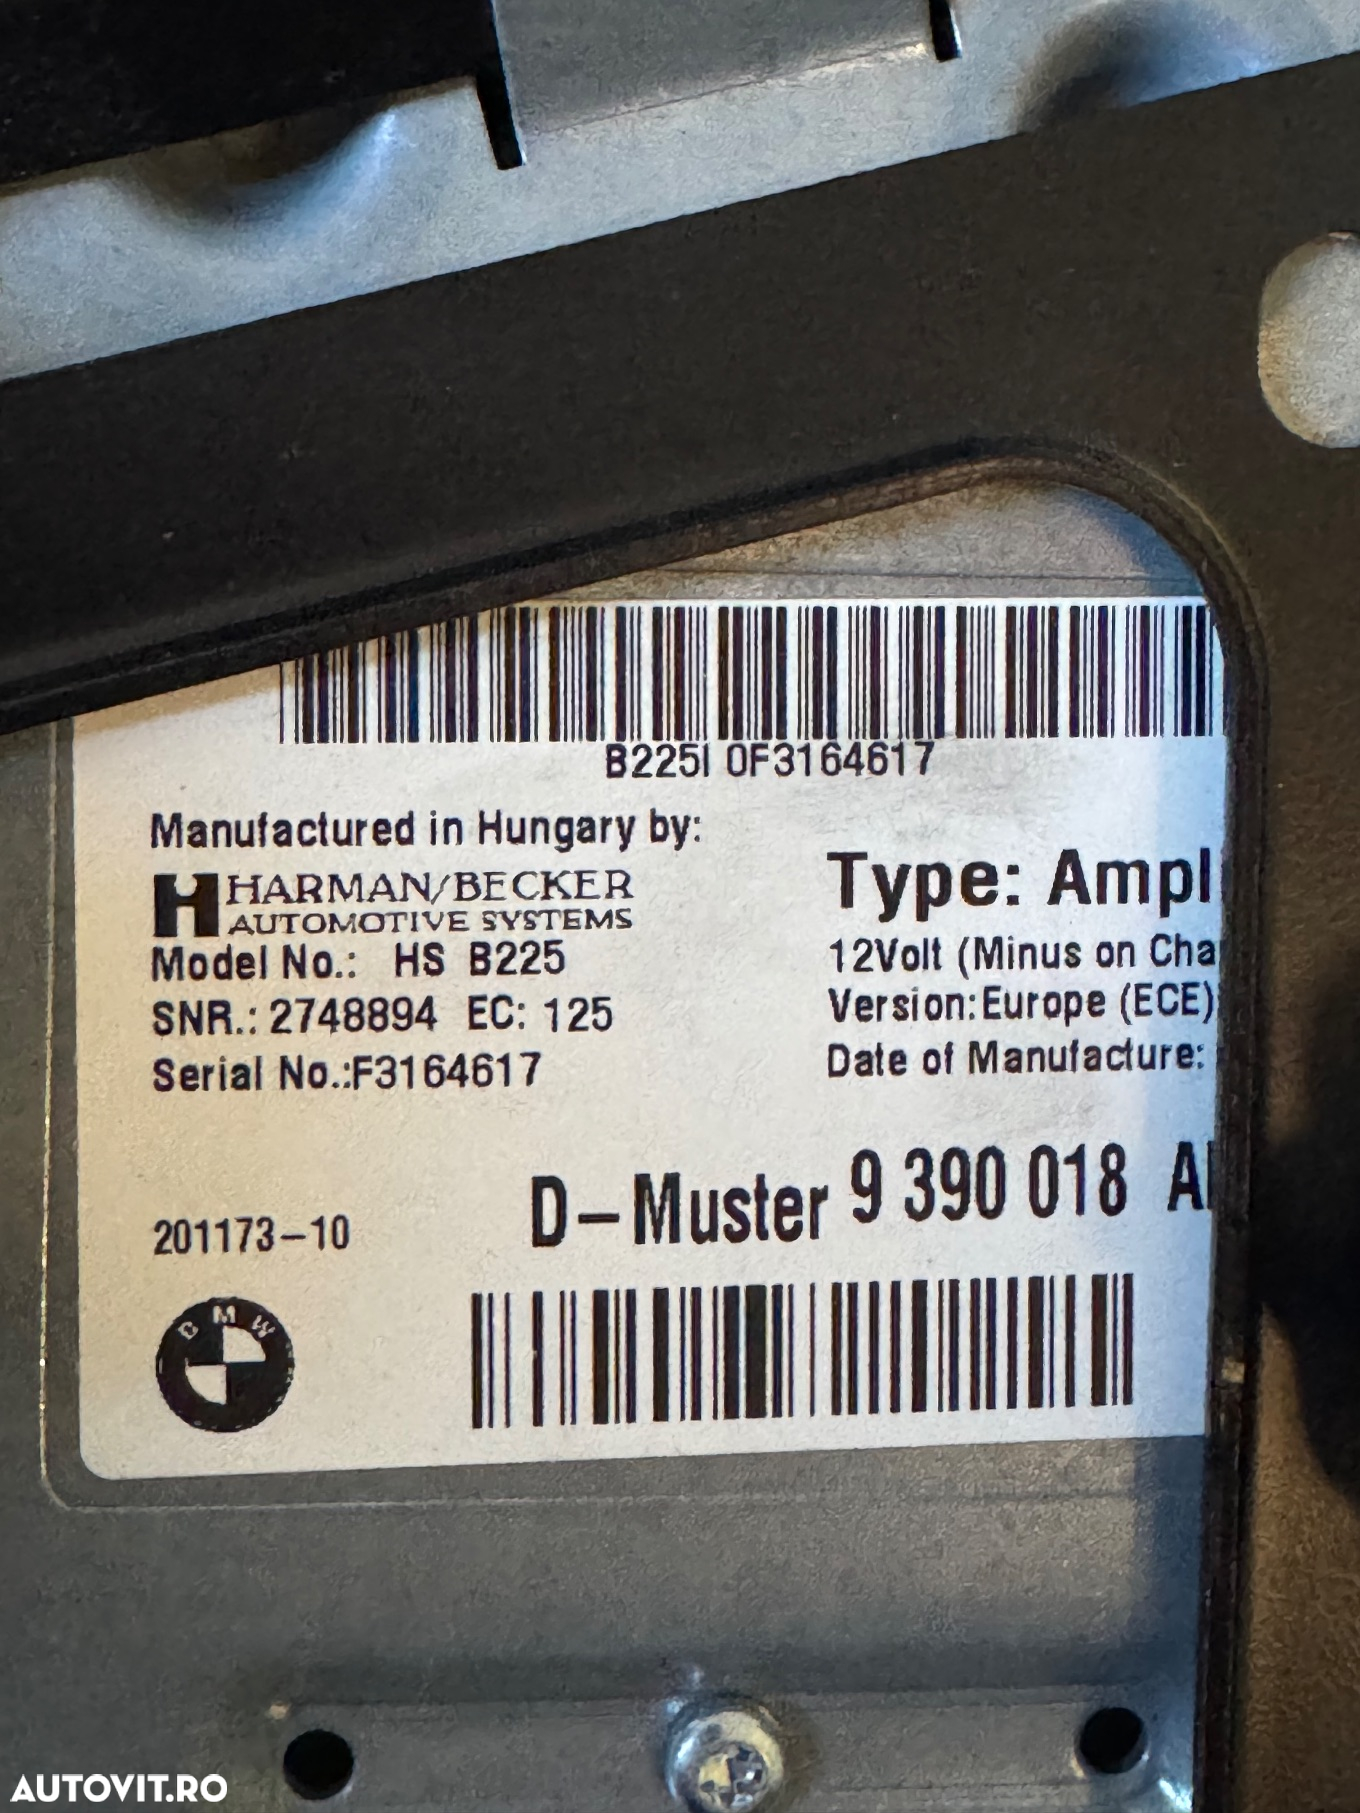 B225I 0F3164617
Manufactured in Hungary by:
HARMAN/BECKER
AUTOMOTIVE SYSTEMS
Model No.: HS B225
SNR.: 2748894 EC: 125
Serial No.:F3164617
Type: Ampl
12Volt (Minus on Cha
Version:Europe (ECE)
Date of Manufacture:
D-Muster 9 390 018
201173-10
BMW
AUTOVIT.RO